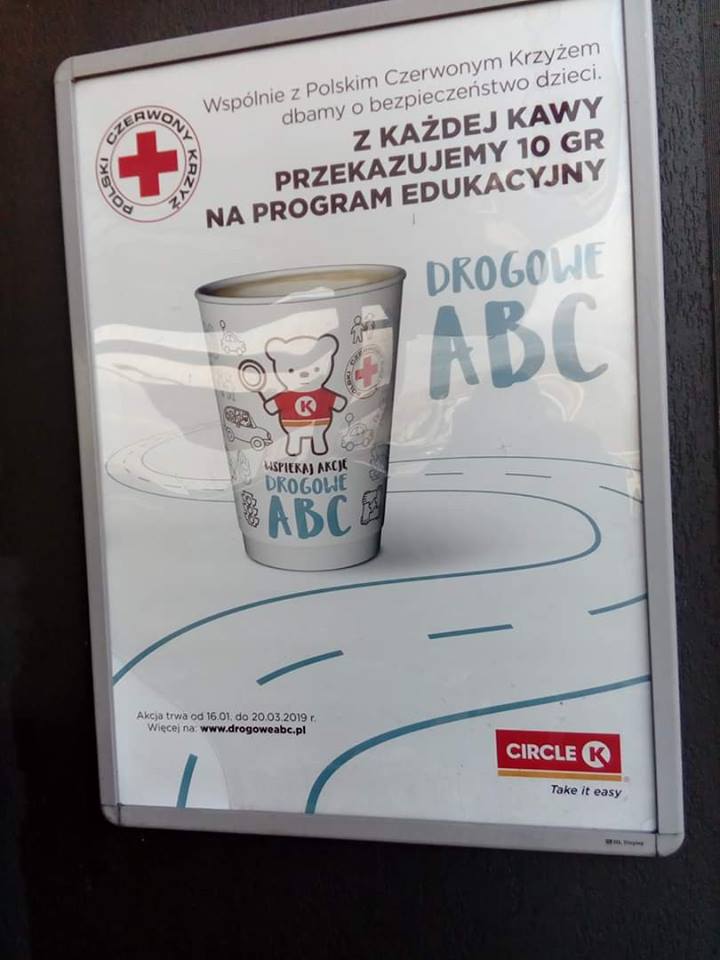 Wspólnie z Polskim Czerwonym Krzyżem
dbamy o bezpieczeństwo dzieci.
Z KAŻDEJ KAWY
PRZEKAZUJEMY 10 GR
NA PROGRAM EDUKACYJNY
POLSKI CZERWONY KRZYŻ
DROGOWE
ABC
K
WSPIERAJ AKCJĘ
DROGOWE
ABC
Akcja trwa od 16.01. do 20.03.2019 r.
Więcej na: www.drogoweabc.pl
CIRCLE K
Take it easy